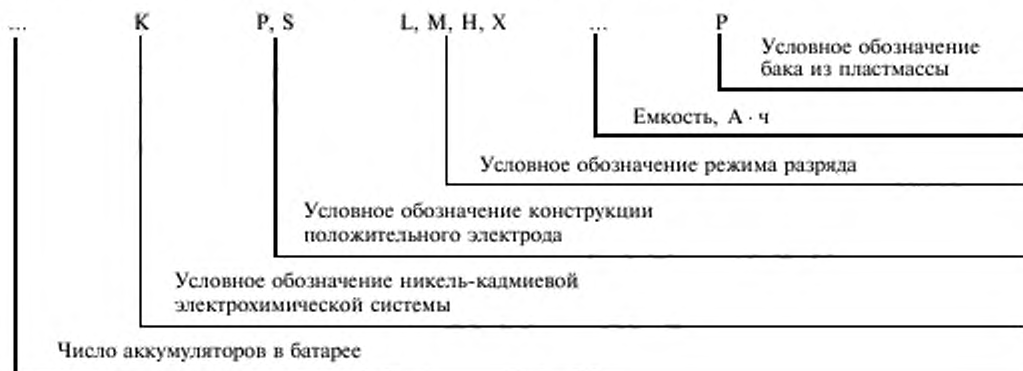 ... K P, S L, M, H, X ... P
Условное обозначение
бака из пластмассы
Емкость, А · ч
Условное обозначение режима разряда
Условное обозначение конструкции
положительного электрода
Условное обозначение никель-кадмиевой
электрохимической системы
Число аккумуляторов в батарее